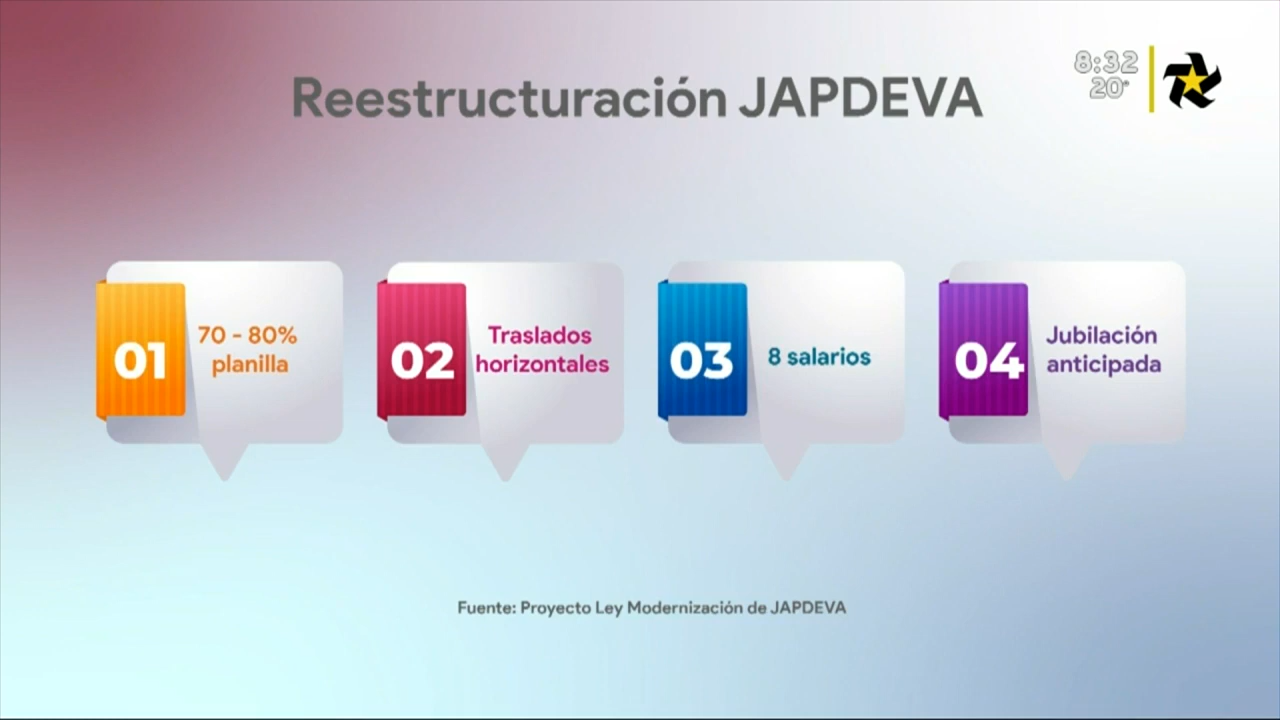 Reestructuración JAPDEVA
8:32
20°
01
70 - 80%
planilla
02
Traslados
horizontales
03
8 salarios
04
Jubilación
anticipada
Fuente: Proyecto Ley Modernización de JAPDEVA